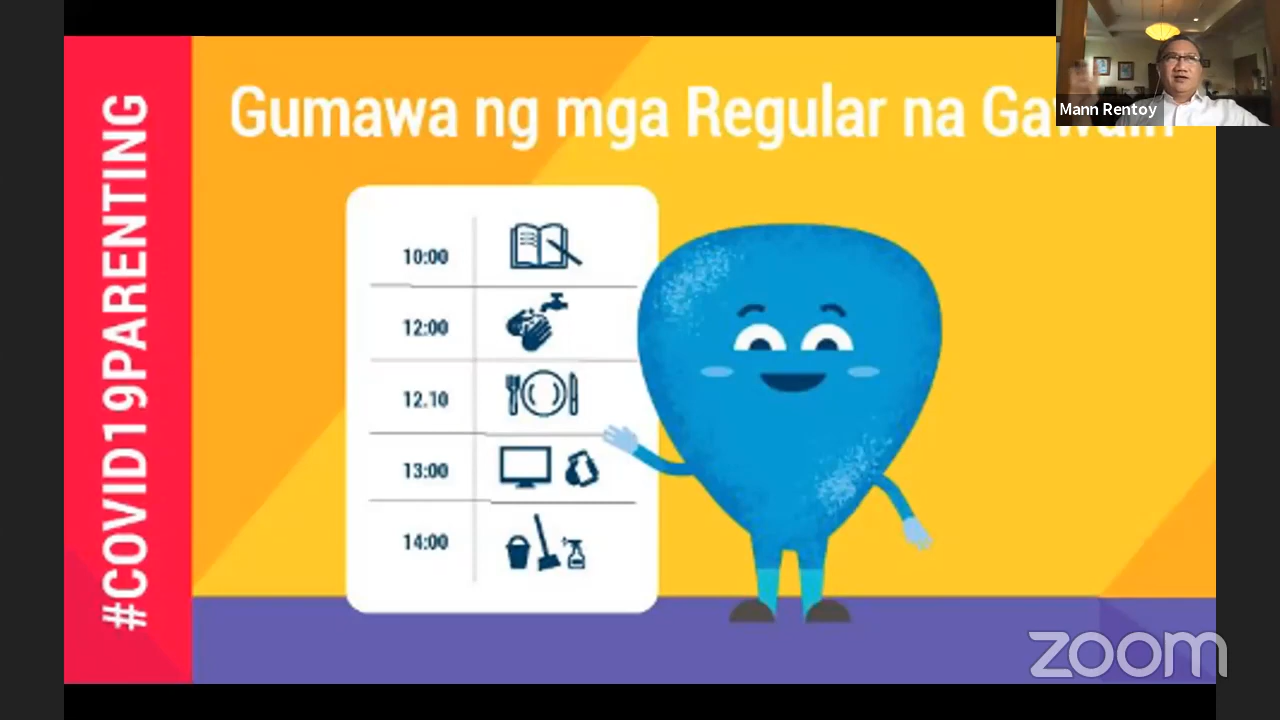 #COVID19PARENTING
Gumawa ng mga Regular na
Mann Rentoy
10:00
12:00
12.10
13:00
14:00
zoom